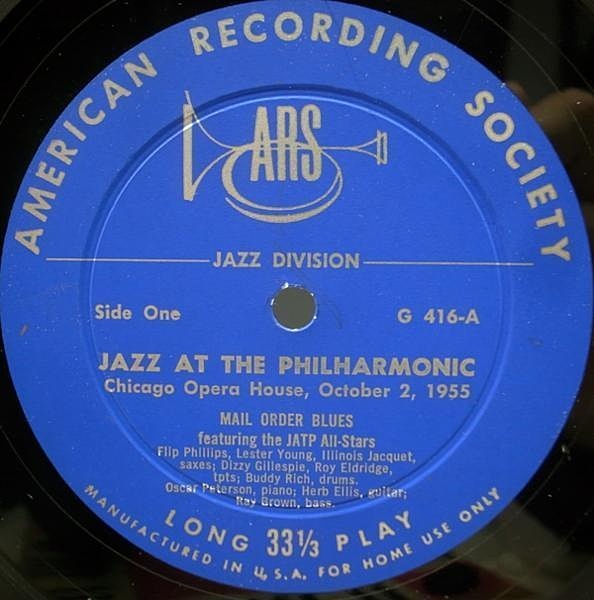 AMERICAN RECORDING SOCIETY
ARS
JAZZ DIVISION
Side One
G 416-A
JAZZ AT THE PHILHARMONIC
Chicago Opera House, October 2, 1955
MAIL ORDER BLUES
featuring the JATP All-Stars
Flip Phillips, Lester Young, Illinois Jacquet,
saxes; Dizzy Gillespie, Roy Eldridge,
tpts; Buddy Rich, drums.
Oscar Peterson, piano; Herb Ellis, guitar;
Ray Brown, bass.
LONG 33⅓ PLAY
MANUFACTURED IN U.S.A. FOR HOME USE ONLY